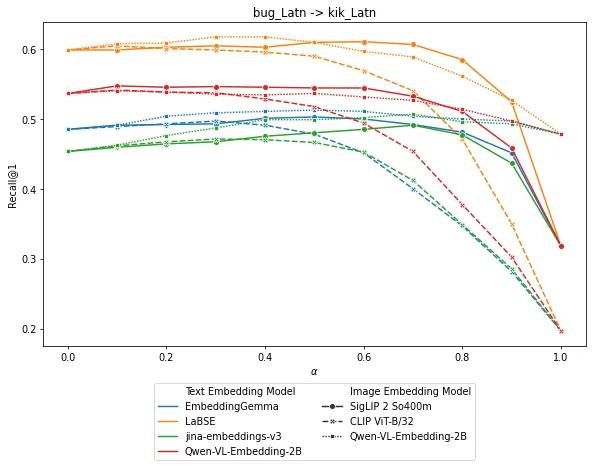 bug_Latn -> kik_Latn
Recall@1
0.6
0.5
0.4
0.3
0.2
0.0 0.2 0.4 0.6 0.8 1.0
α
Text Embedding Model Image Embedding Model
EmbeddingGemma SigLIP 2 So400m
LaBSE CLIP ViT-B/32
jina-embeddings-v3 Qwen-VL-Embedding-2B
Qwen-VL-Embedding-2B